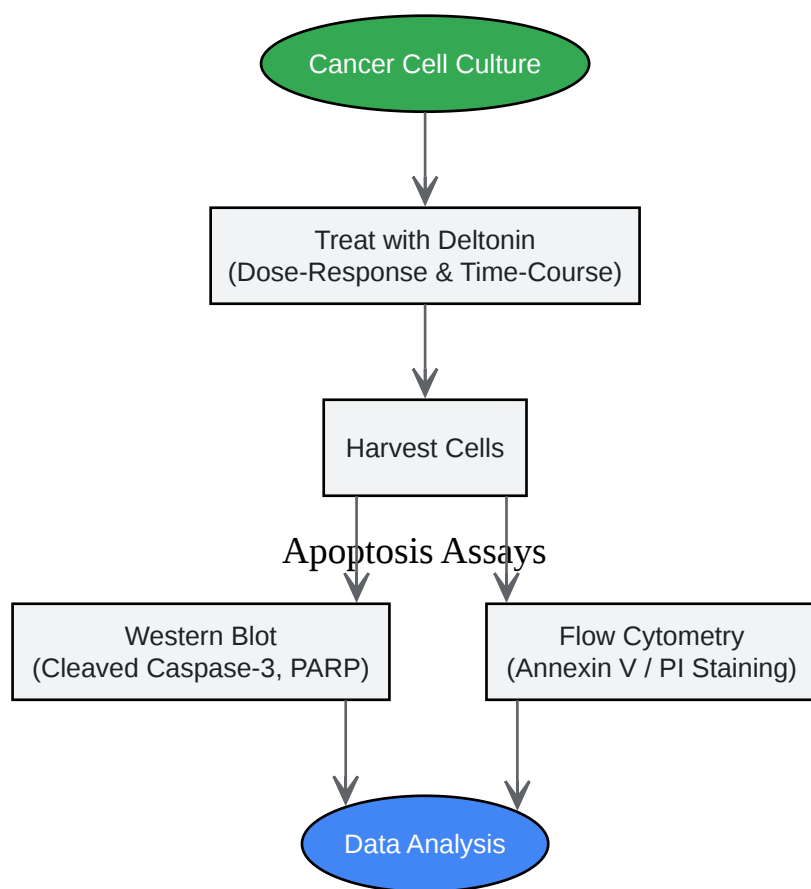 Cancer Cell Culture
Treat with Deltonin
(Dose-Response & Time-Course)
Harvest Cells
Apoptosis Assays
Western Blot
(Cleaved Caspase-3, PARP)
Flow Cytometry
(Annexin V / PI Staining)
Data Analysis